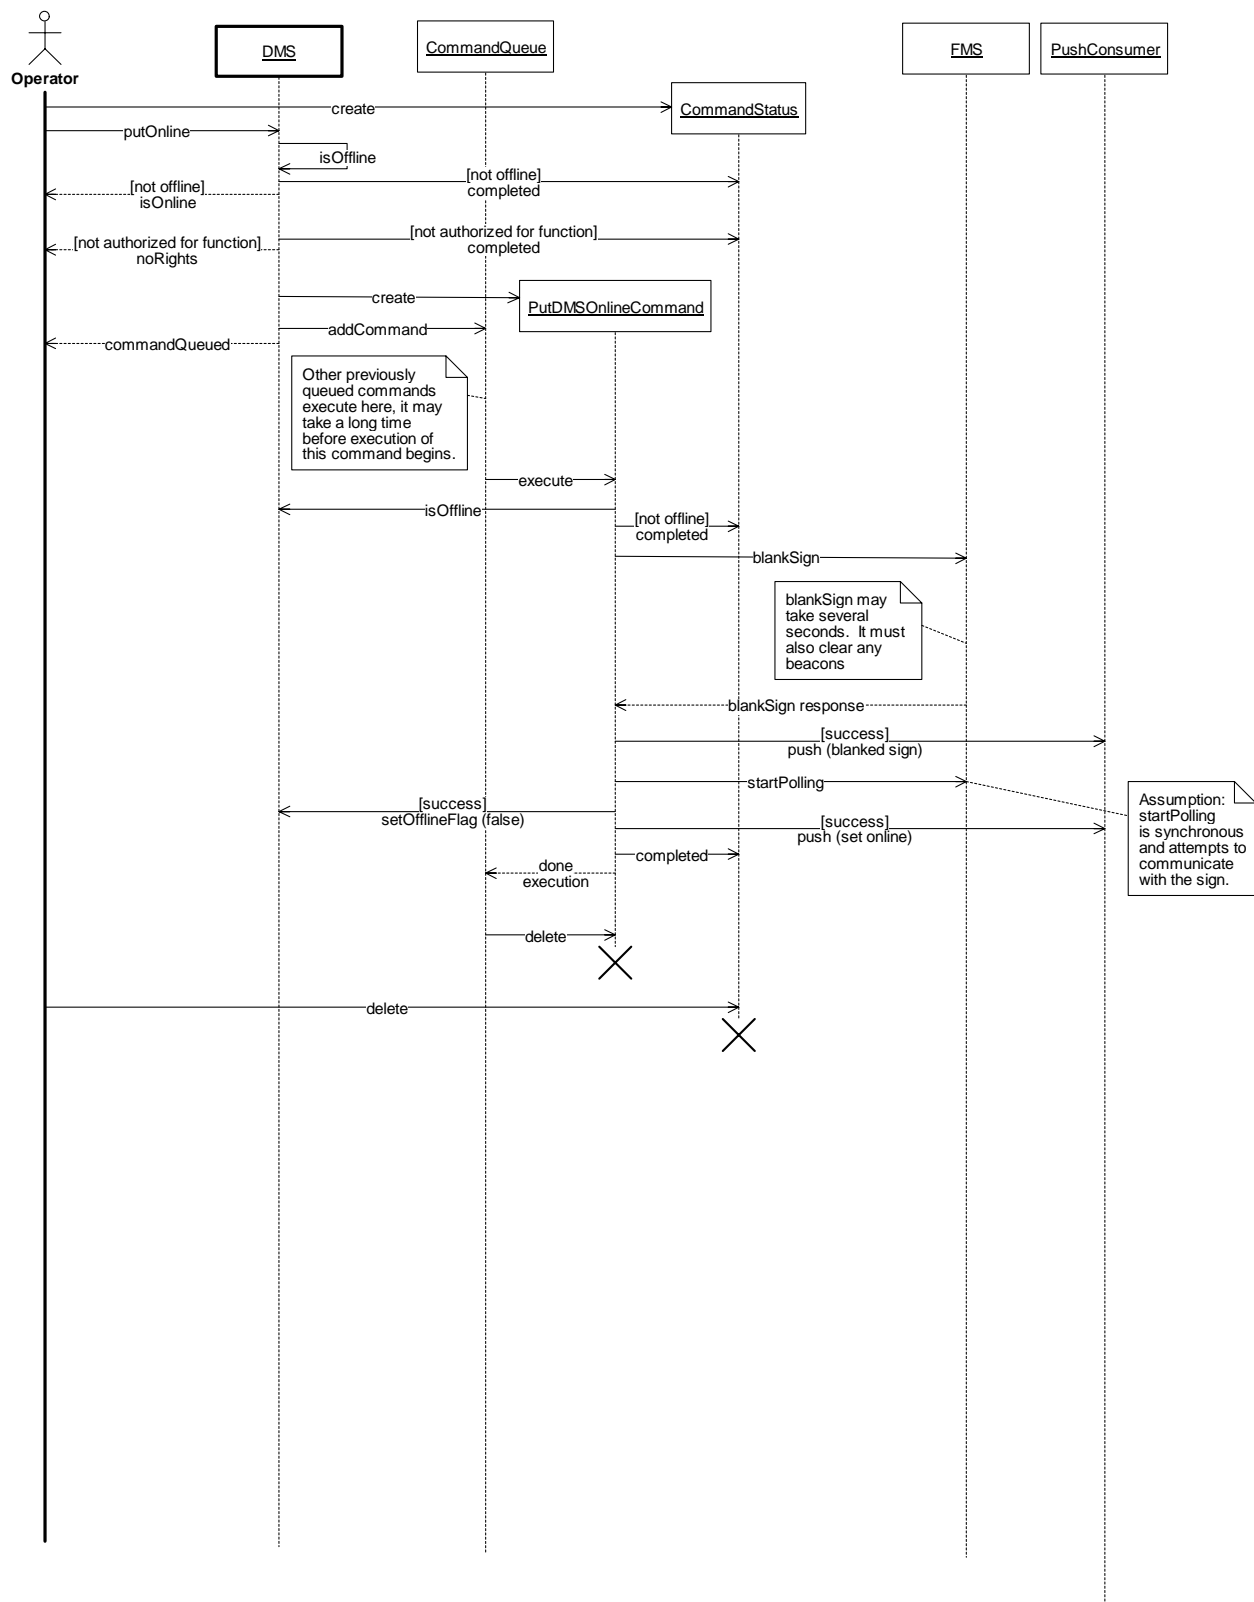 Operator
DMS
CommandQueue
FMS
PushConsumer
create
CommandStatus
putOnline
isOffline
[not offline]
completed
[not offline]
isOnline
[not authorized for function]
completed
[not authorized for function]
noRights
create
PutDMSOnlineCommand
addCommand
commandQueued
Other previously
queued commands
execute here, it may
take a long time
before execution of
this command begins.
execute
isOffline
[not offline]
completed
blankSign
blankSign may
take several
seconds.  It must
also clear any
beacons
blankSign response
[success]
push (blanked sign)
startPolling
Assumption:
startPolling
is synchronous
and attempts to
communicate
with the sign.
[success]
setOfflineFlag (false)
[success]
push (set online)
completed
done
execution
delete
delete